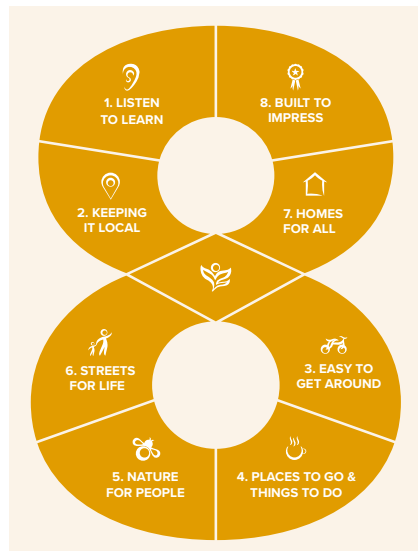 1. LISTEN
TO LEARN
8. BUILT TO
IMPRESS
2. KEEPING
IT LOCAL
7. HOMES
FOR ALL
6. STREETS
FOR LIFE
3. EASY TO
GET AROUND
5. NATURE
FOR PEOPLE
4. PLACES TO GO &
THINGS TO DO